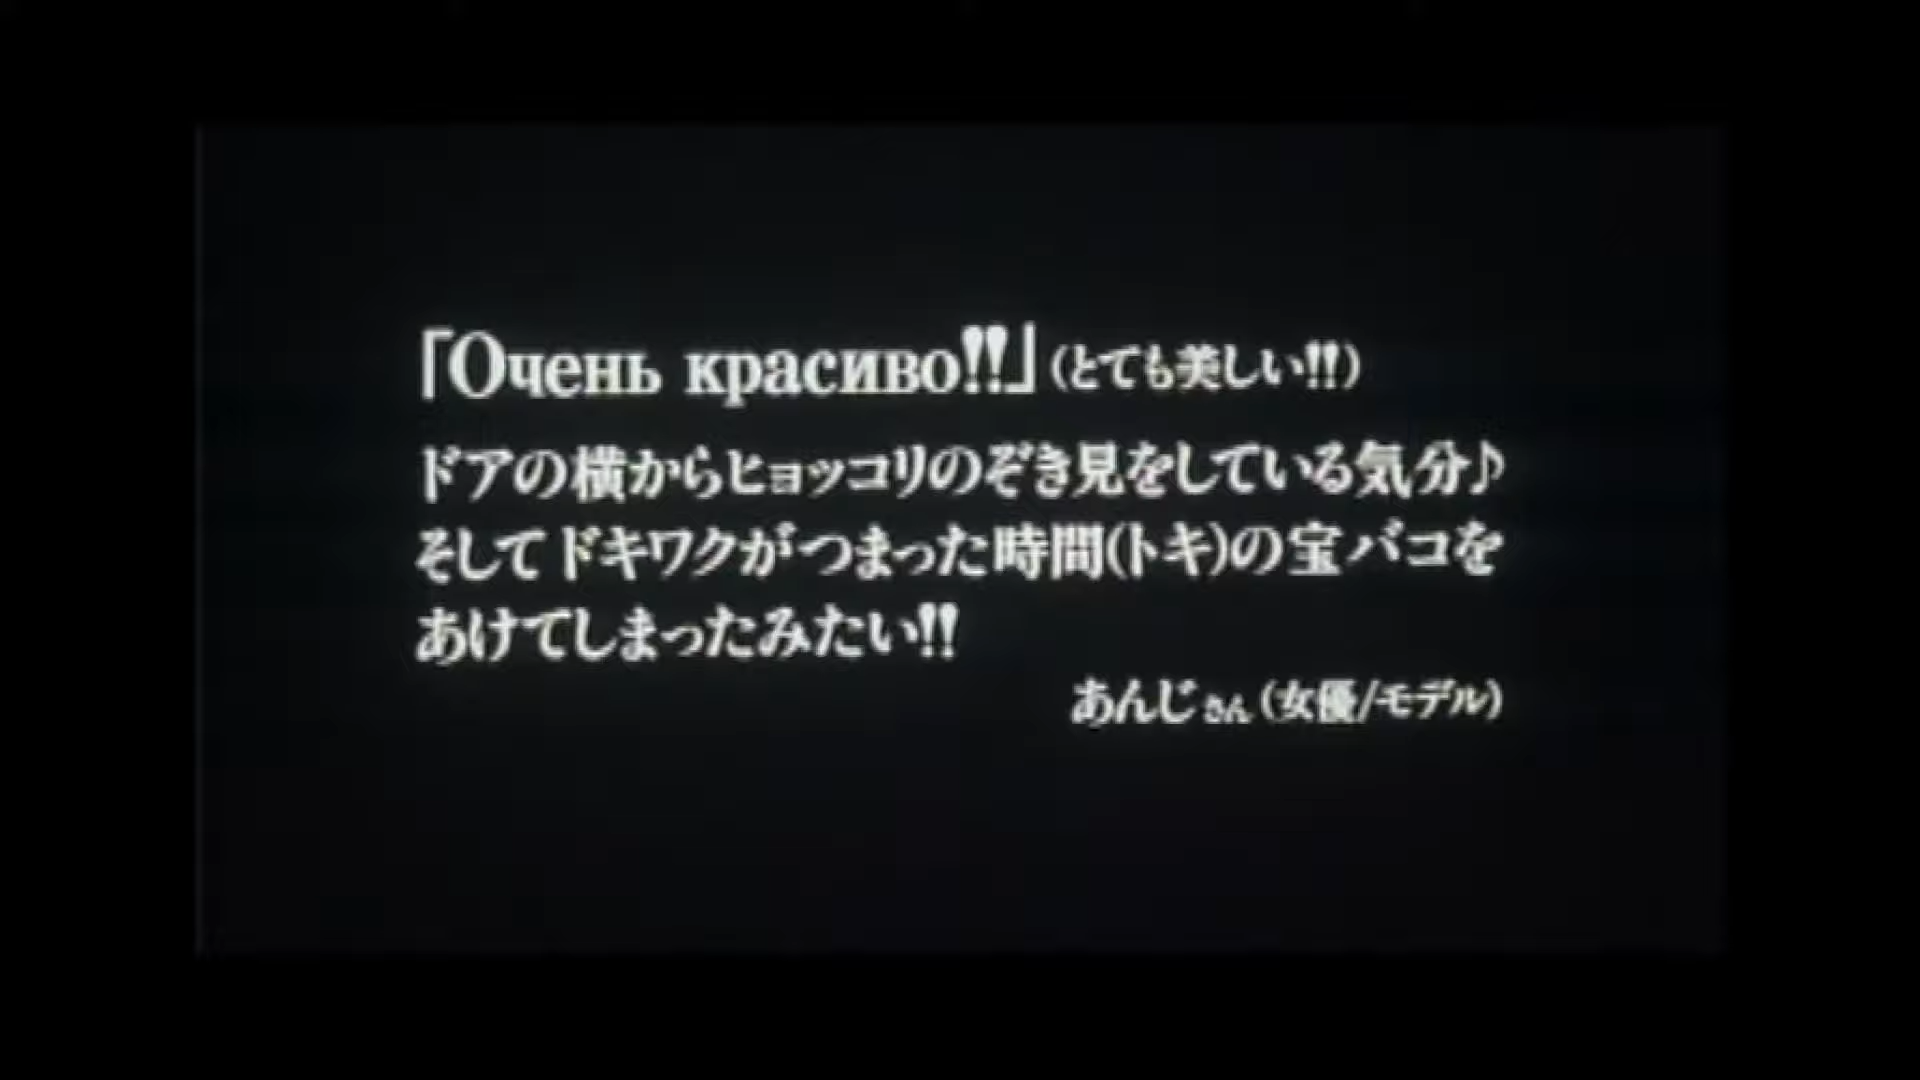 「Очень красиво!!」(とても美しい!!)
ドアの横からヒョッコリのぞき見をしている気分♪
そしてドキワクがつまった時間(トキ)の宝バコを
あけてしまったみたい!!
あんじさん(女優/モデル)